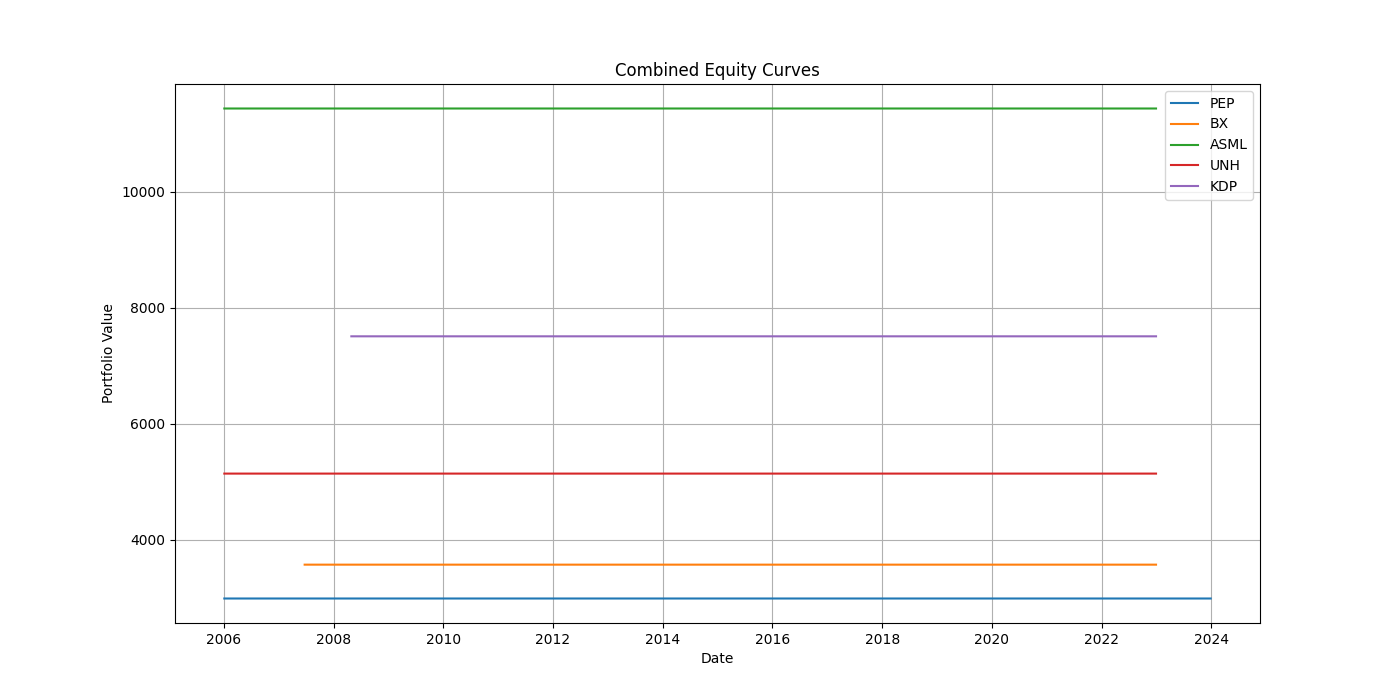 Combined Equity Curves
PEP
BX
ASML
UNH
KDP
Portfolio Value
10000
8000
6000
4000
2006 2008 2010 2012 2014 2016 2018 2020 2022 2024
Date